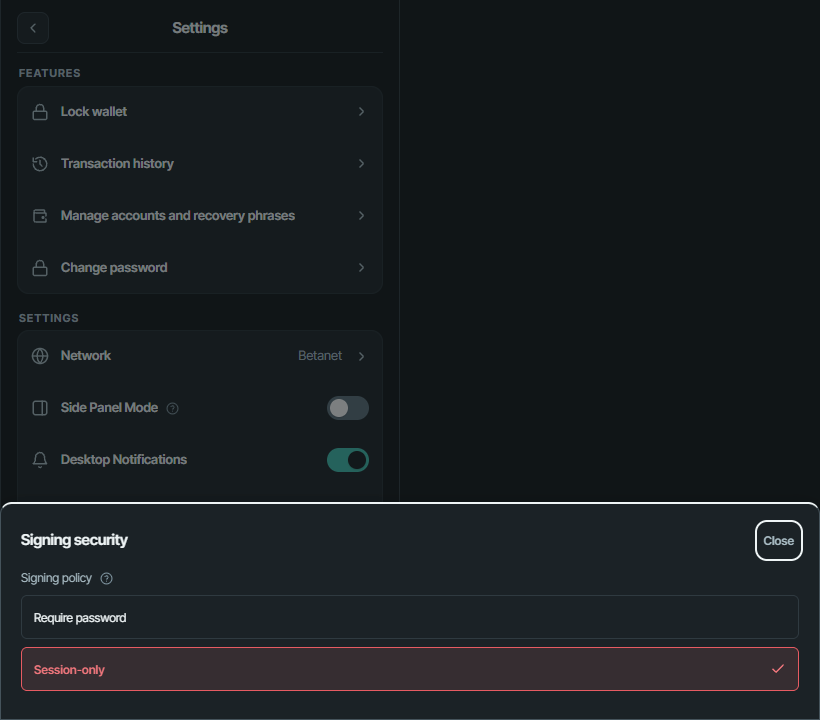 Settings
FEATURES
Lock wallet
Transaction history
Manage accounts and recovery phrases
Change password
SETTINGS
Network Betanet
Side Panel Mode
Desktop Notifications
Signing security Close
Signing policy
Require password
Session-only